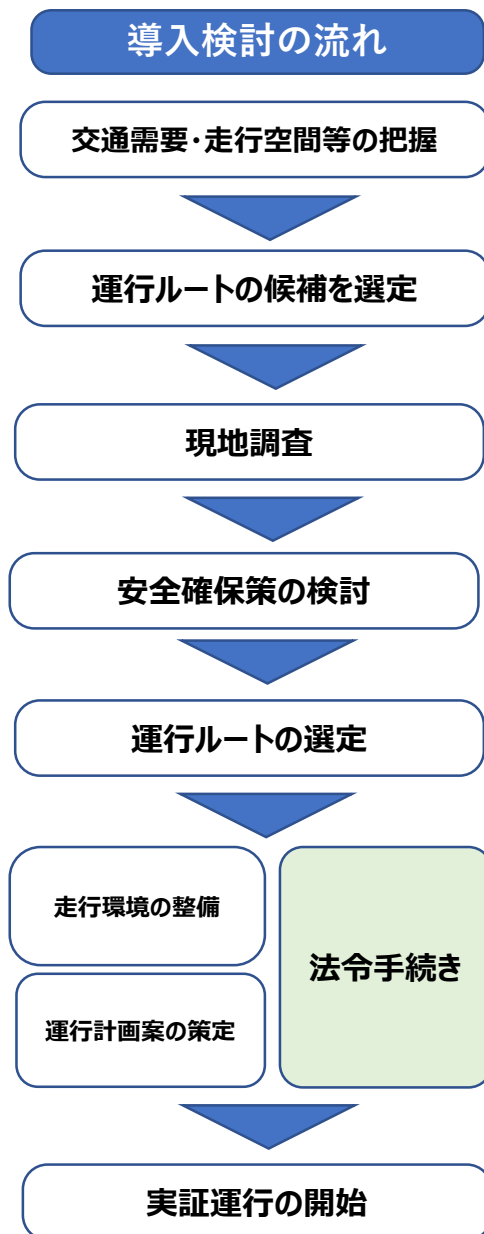 導入検討の流れ
交通需要・走行空間等の把握
運行ルートの候補を選定
現地調査
安全確保策の検討
運行ルートの選定
走行環境の整備
法令手続き
運行計画案の策定
実証運行の開始